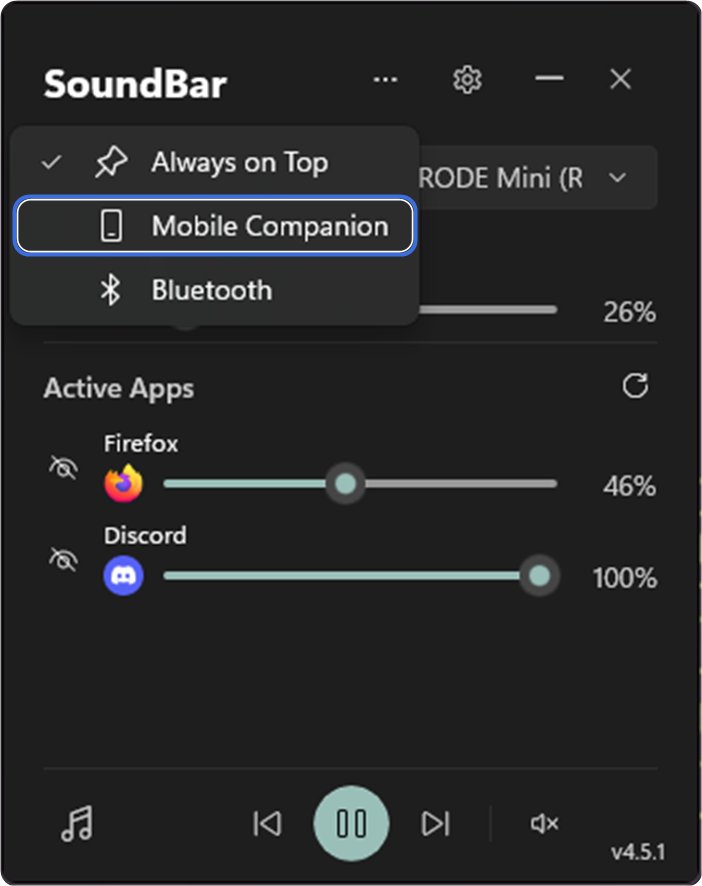 SoundBar
Always on Top
RODE Mini (R
Mobile Companion
Bluetooth
26%
Active Apps
Firefox
46%
Discord
100%
v4.5.1